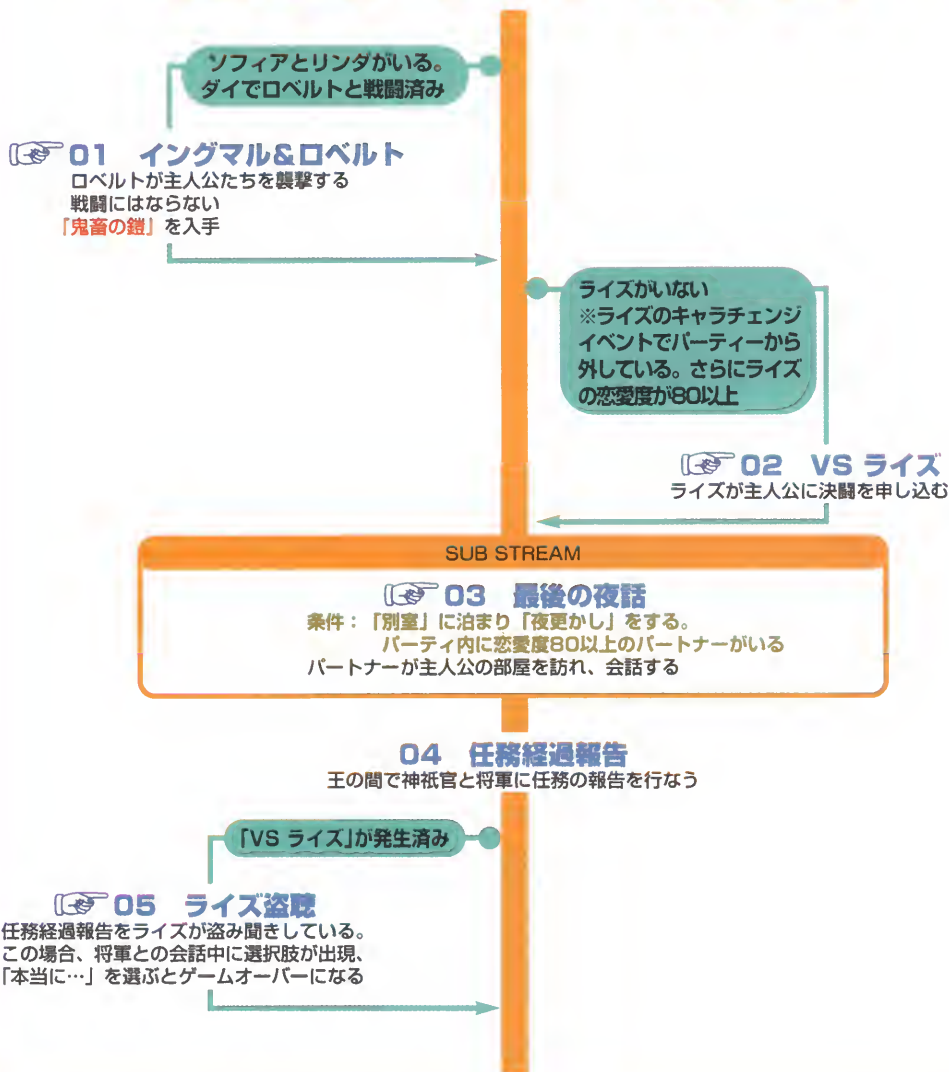 ソフィアとリンダがいる。
ダイでロベルトと戦闘済み
01 イングマル&ロベルト
ロベルトが主人公たちを襲撃する
戦闘にはならない
「鬼畜の鎧」を入手
ライズがいない
※ライズのキャラチェンジ
イベントでパーティーから
外している。さらにライズ
の恋愛度が80以上
02 VS ライズ
ライズが主人公に決闘を申し込む
SUB STREAM
03 最後の夜話
条件：「別室」に泊まり「夜更かし」をする。
パーティ内に恋愛度80以上のパートナーがいる
パートナーが主人公の部屋を訪れ、会話する
04 任務経過報告
王の間で神祇官と将軍に任務の報告を行なう
「VS ライズ」が発生済み
05 ライズ盗聴
任務経過報告をライズが盗み聞きしている。
この場合、将軍との会話中に選択肢が出現、
「本当に…」を選ぶとゲームオーバーになる